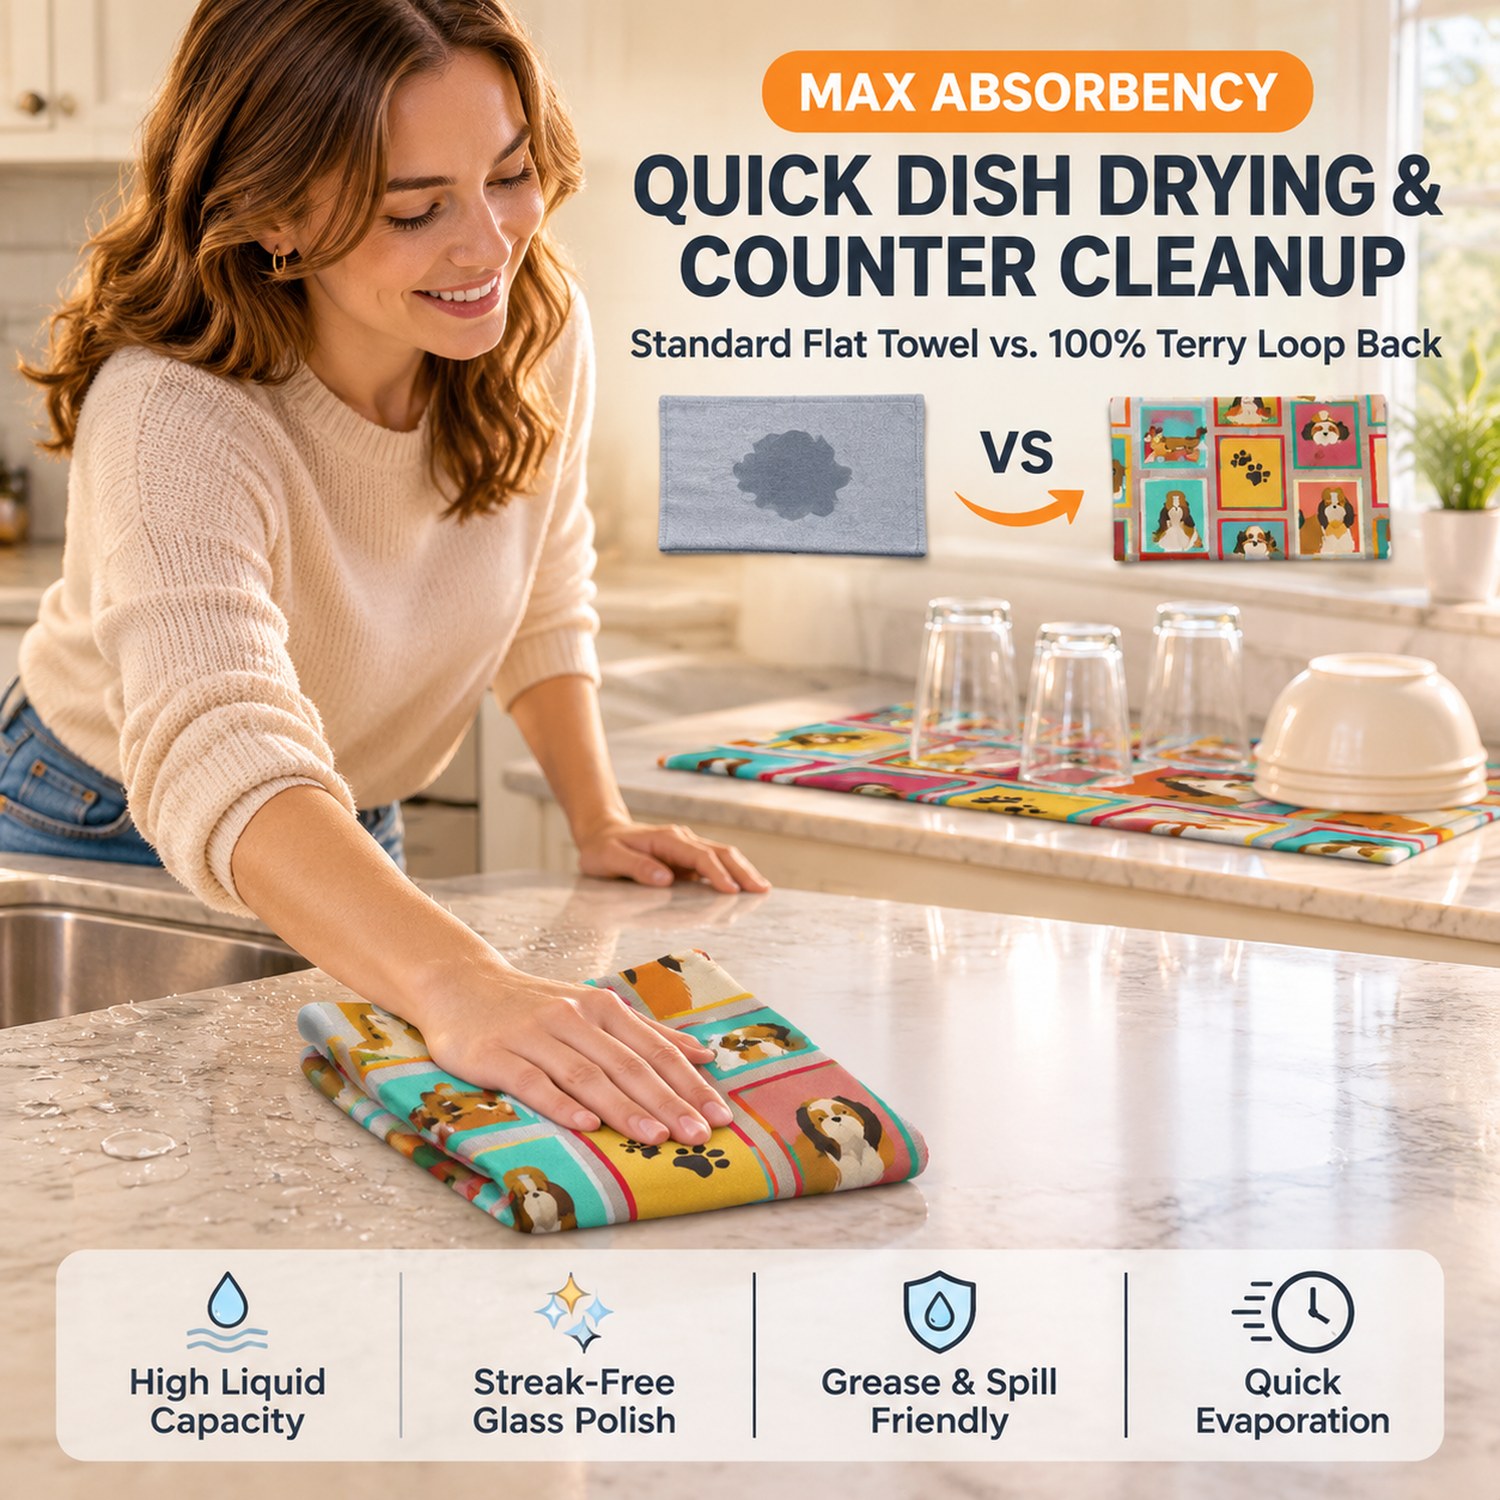 MAX ABSORBENCY
QUICK DISH DRYING &
COUNTER CLEANUP
Standard Flat Towel vs. 100% Terry Loop Back
VS
High Liquid
Capacity
Streak-Free
Glass Polish
Grease & Spill
Friendly
Quick
Evaporation